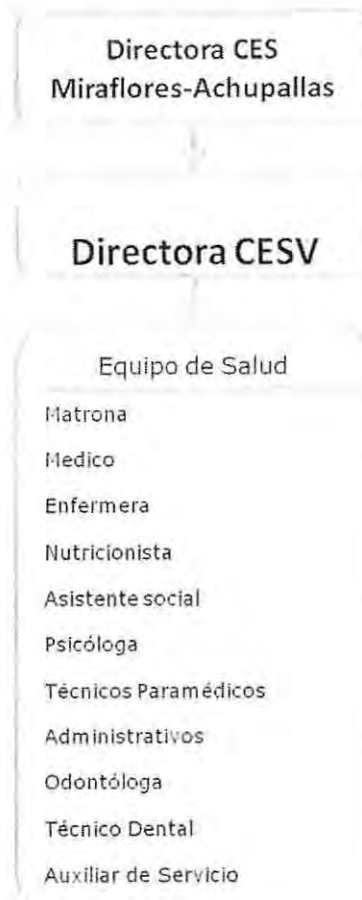 Directora CES
Miraflores-Achupallas
Directora CESV
Equipo de Salud
Matrona
Medico
Enfermera
Nutricionista
Asistente social
Psicóloga
Técnicos Paramédicos
Administrativos
Odontóloga
Técnico Dental
Auxiliar de Servicio